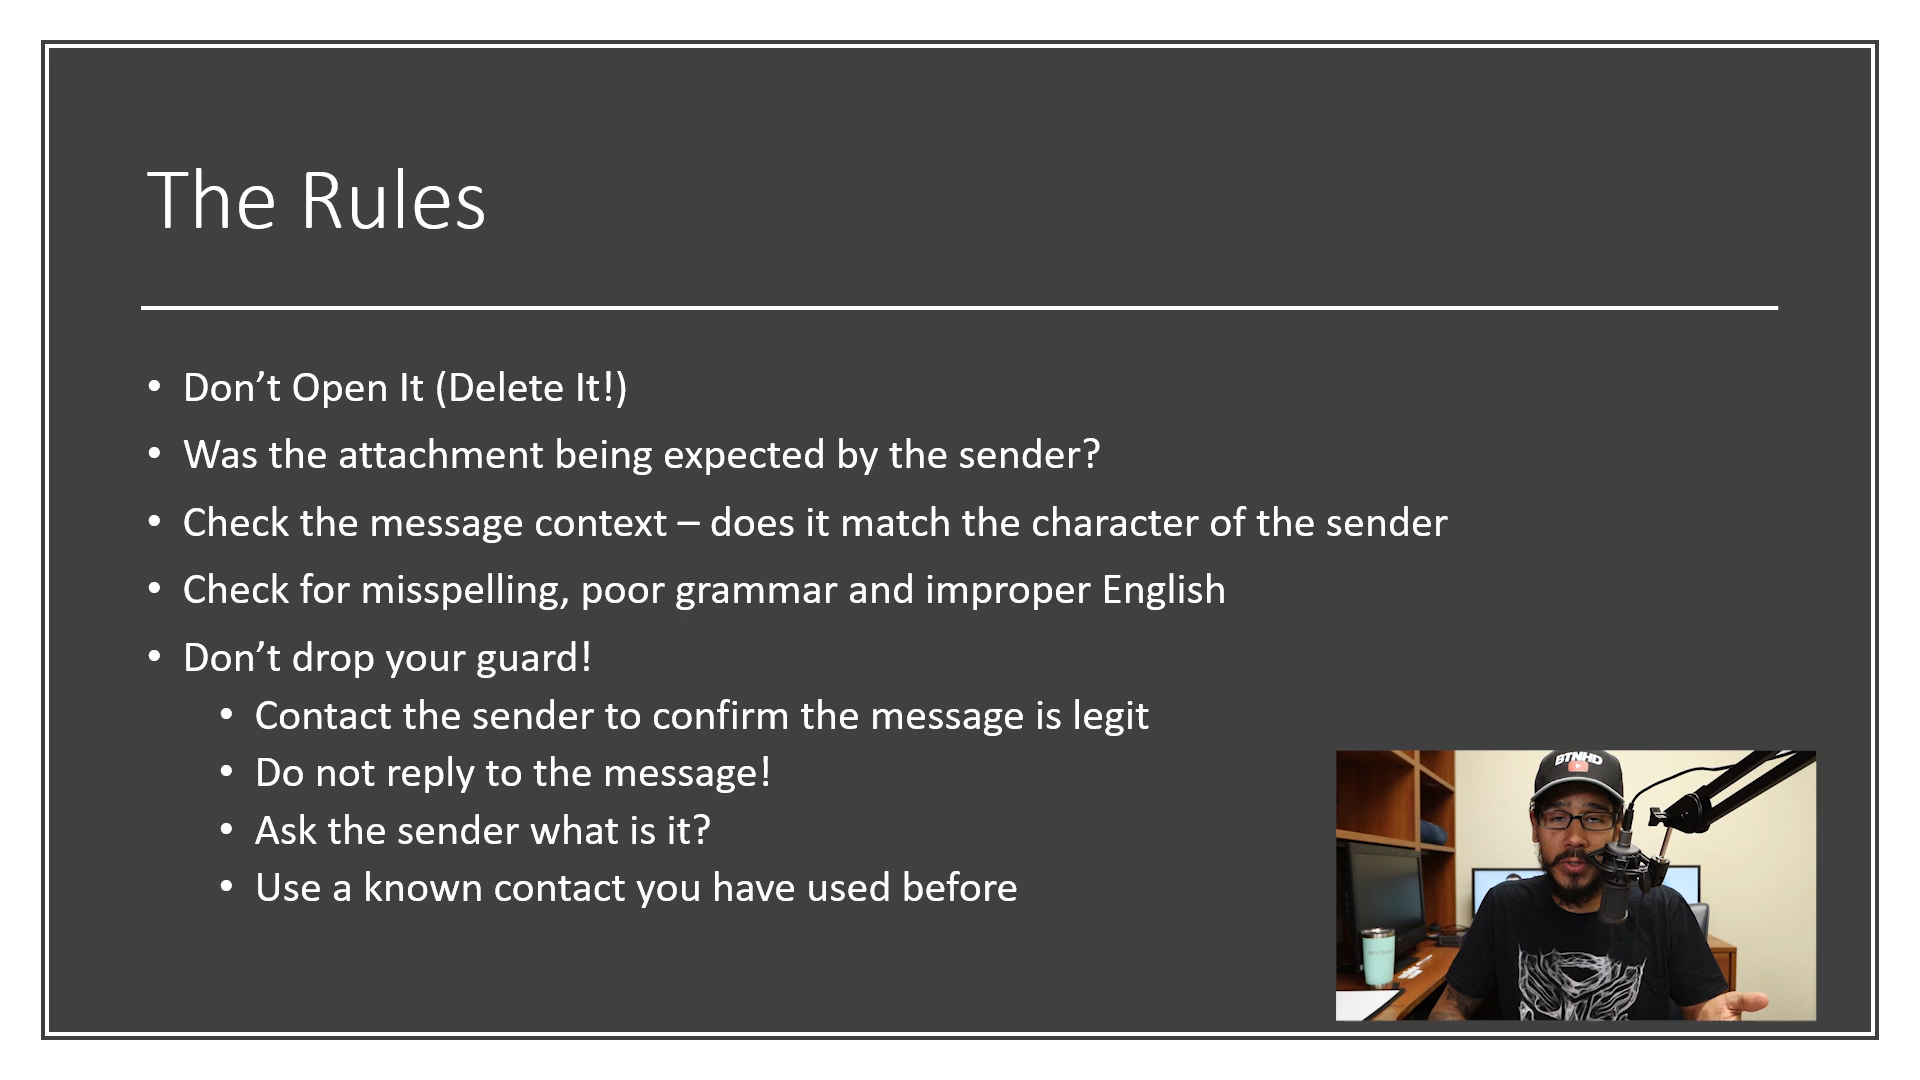 The Rules
• Don’t Open It (Delete It!)
• Was the attachment being expected by the sender?
• Check the message context – does it match the character of the sender
• Check for misspelling, poor grammar and improper English
• Don’t drop your guard!
• Contact the sender to confirm the message is legit
• Do not reply to the message!
• Ask the sender what is it?
• Use a known contact you have used before
BTNHD